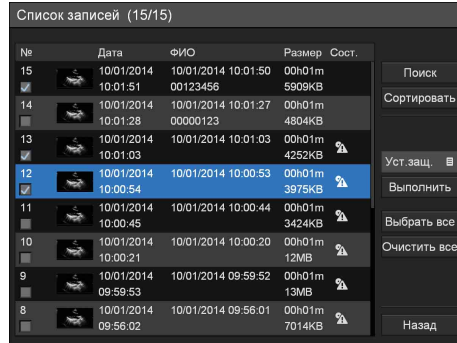 Список записей (15/15)
№ Дата ФИО Размер Сост.
15 10/01/2014 10/01/2014 10:01:50 00h01m
10:01:51 00123456 5909KB
14 10/01/2014 10/01/2014 10:01:27 00h01m
10:01:28 00000123 4804KB
13 10/01/2014 10/01/2014 10:01:03 00h01m
10:01:03 4252KB
12 10/01/2014 10/01/2014 10:00:53 00h01m
10:00:54 3975KB
11 10/01/2014 10/01/2014 10:00:44 00h01m
10:00:45 3424KB
10 10/01/2014 10/01/2014 10:00:20 00h01m
10:00:21 12MB
9 10/01/2014 10/01/2014 09:59:52 00h01m
09:59:53 13MB
8 10/01/2014 10/01/2014 09:56:01 00h01m
09:56:02 7014KB
Поиск
Сортировать
Уст.защ.
Выполнить
Выбрать все
Очистить все
Назад